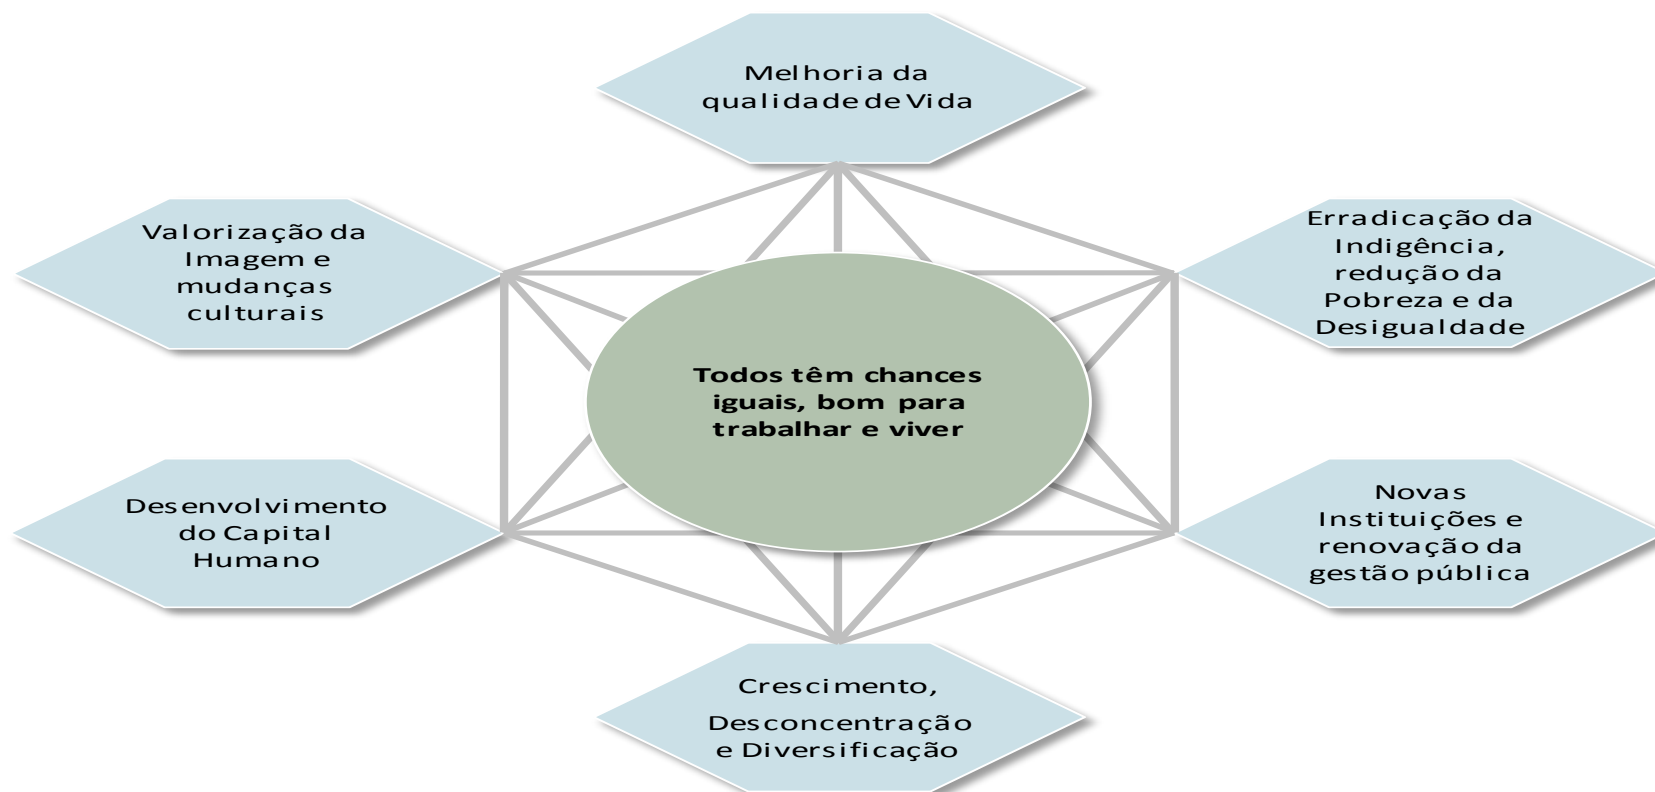 Melhoria da
qualidade de Vida
Valorização da
Imagem e
mudanças
culturais
Erradicação da
Indigência,
redução da
Pobreza e da
Desigualdade
Todos têm chances
iguais, bom para
trabalhar e viver
Desenvolvimento
do Capital
Humano
Novas
Instituições e
renovação da
gestão pública
Crescimento,
Desconcentração
e Diversificação